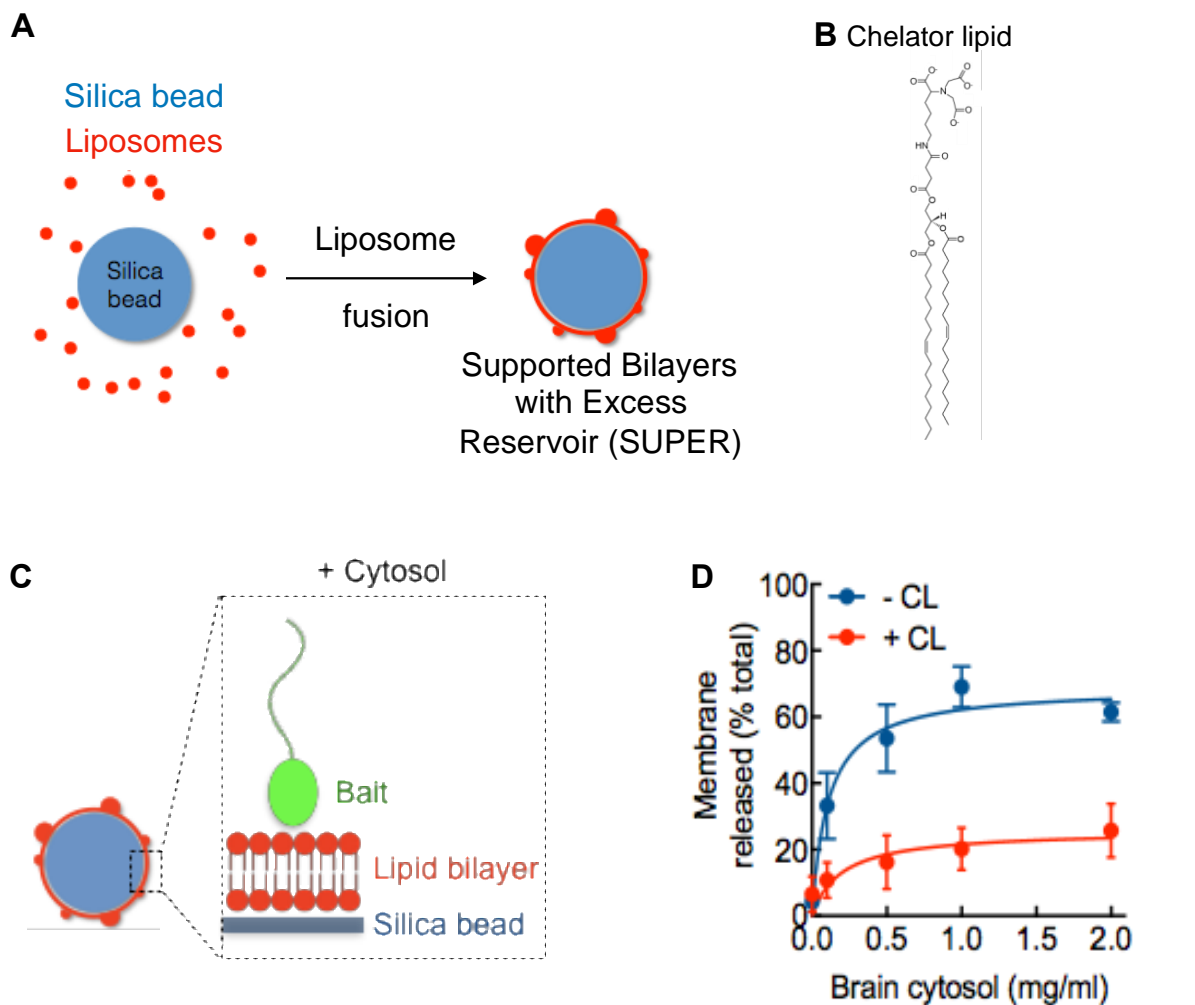 A
Silica bead
Liposomes
Silica
bead
Liposome
fusion
Supported Bilayers
with Excess
Reservoir (SUPER)
B Chelator lipid
O
O-
O
O-
N
O
O-
HN
O
O
O
H
O
O
O
O
C
+ Cytosol
Bait
Lipid bilayer
Silica bead
D
- CL
+ CL
100
80
60
40
20
0
0.0 0.5 1.0 1.5 2.0
Membrane
released (% total)
Brain cytosol (mg/ml)